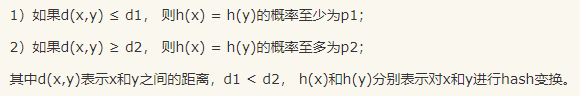 1）如果d(x,y) ≤ d1， 则h(x) = h(y)的概率至少为p1；
2）如果d(x,y) ≥ d2， 则h(x) = h(y)的概率至多为p2；
其中d(x,y)表示x和y之间的距离，d1 < d2， h(x)和h(y)分别表示对x和y进行hash变换。